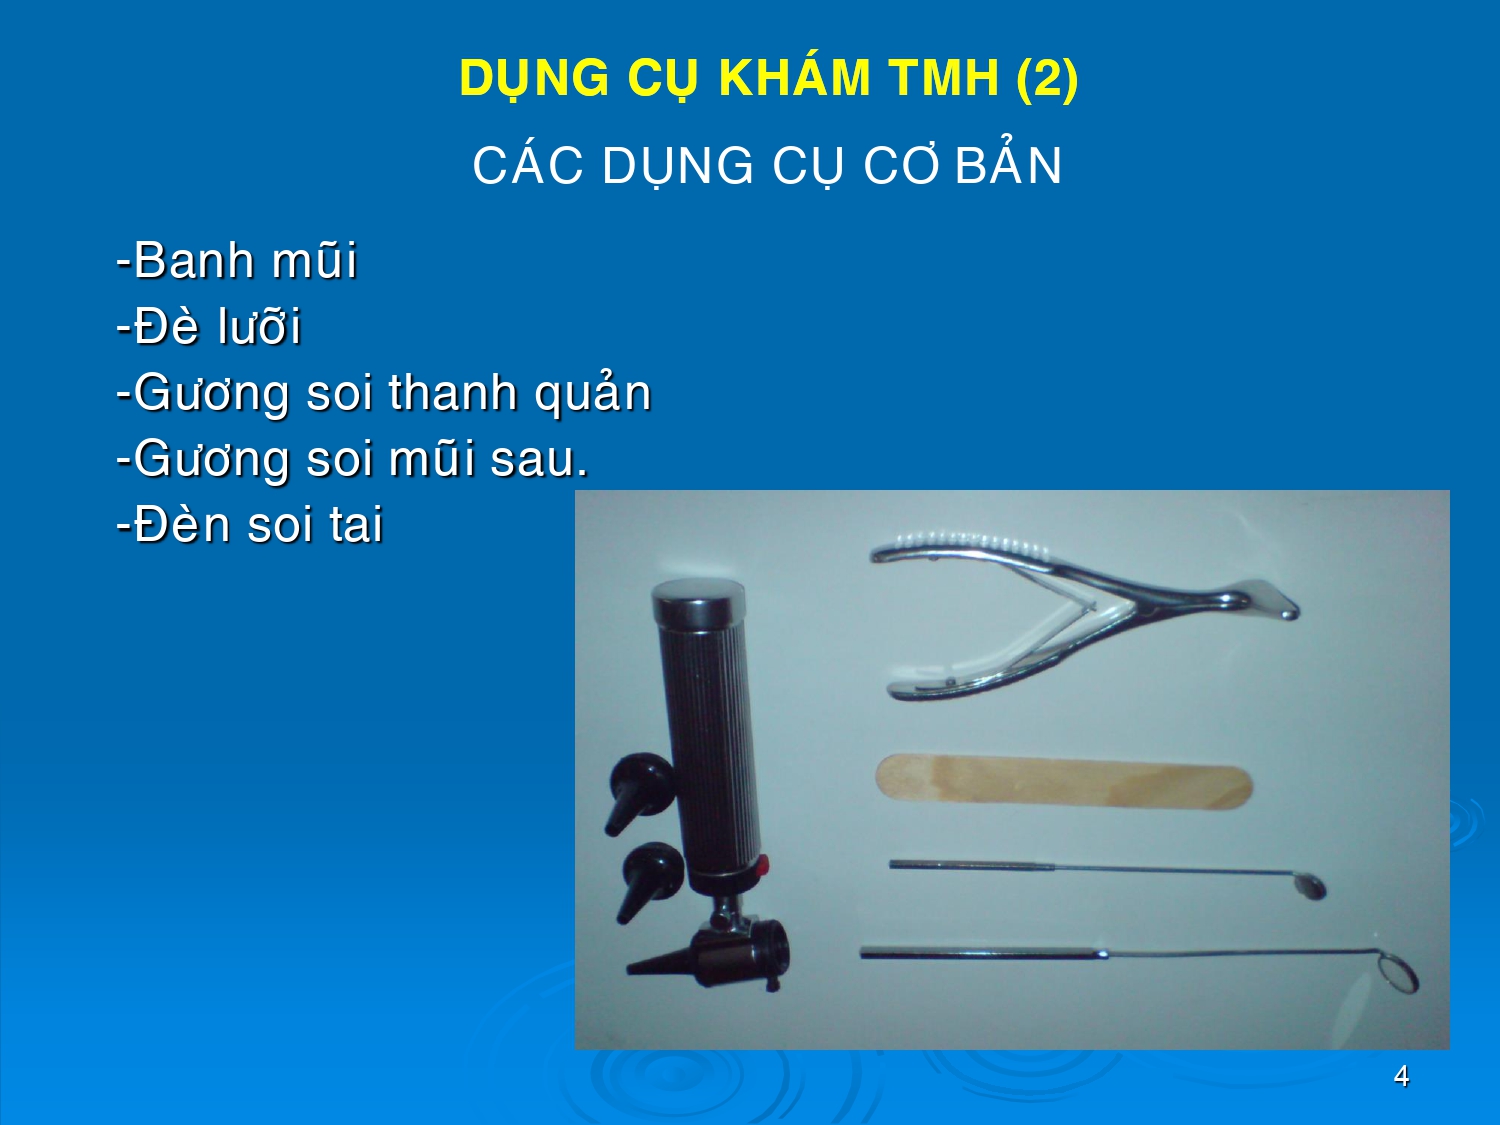 DỤNG CỤ KHÁM TMH (2)
CÁC DỤNG CỤ CƠ BẢN
-Banh mũi
-Đè lưỡi
-Gương soi thanh quản
-Gương soi mũi sau.
-Đèn soi tai
4